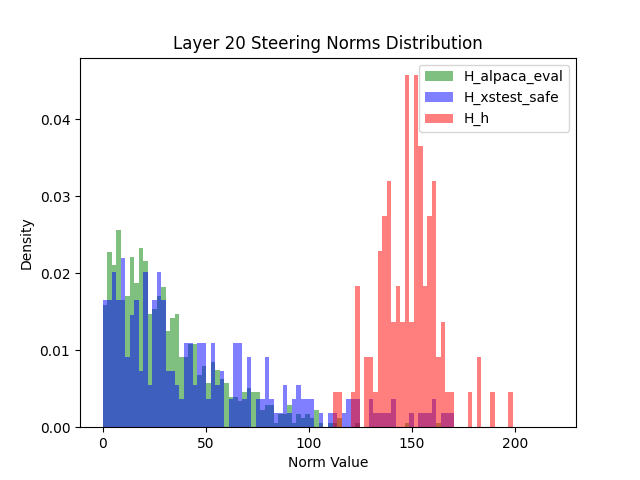 Layer 20 Steering Norms Distribution
H_alpaca_eval
H_xstest_safe
H_h
Density
0.04
0.03
0.02
0.01
0.00
0 50 100 150 200
Norm Value